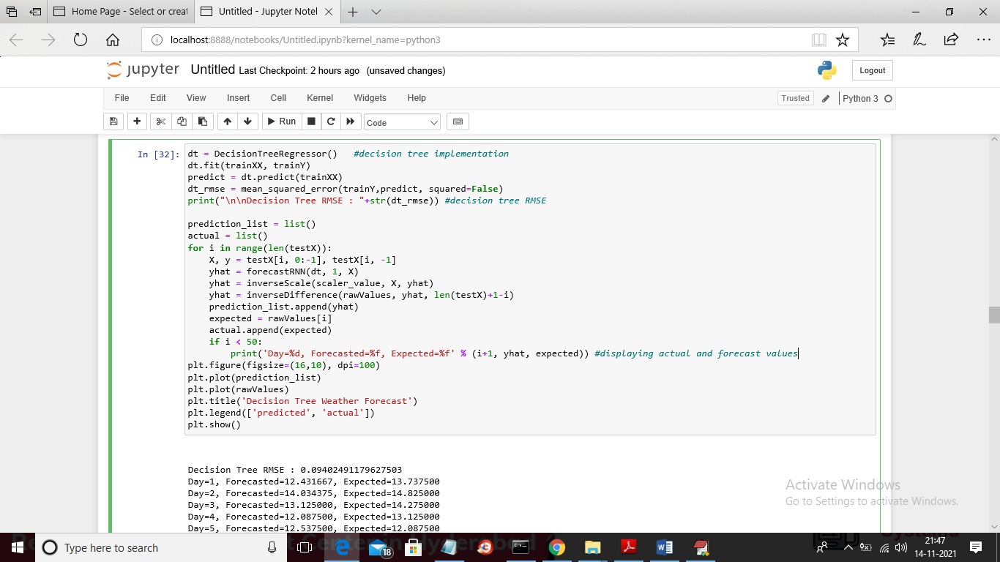 Home Page - Select or creat
Untitled - Jupyter Notel
localhost:8888/notebooks/Untitled.ipynb?kernel_name=python3
jupyter Untitled Last Checkpoint: 2 hours ago (unsaved changes)
Logout
File Edit View Insert Cell Kernel Widgets Help
Trusted Python 3
Run Code
In [32]:
dt = DecisionTreeRegressor() #decision tree implementation
dt.fit(trainXX, trainY)
predict = dt.predict(trainXX)
dt_rmse = mean_squared_error(trainY,predict, squared=False)
print("\n\nDecision Tree RMSE : "+str(dt_rmse)) #decision tree RMSE

prediction_list = list()
actual = list()
for i in range(len(testX)):
    X, y = testX[i, 0:-1], testX[i, -1]
    yhat = forecastRNN(dt, 1, X)
    yhat = inverseScale(scaler_value, X, yhat)
    yhat = inverseDifference(rawValues, yhat, len(testX)+1-i)
    prediction_list.append(yhat)
    expected = rawValues[i]
    actual.append(expected)
    if i < 50:
        print('Day=%d, Forecasted=%f, Expected=%f' % (i+1, yhat, expected)) #displaying actual and forecast values
plt.figure(figsize=(16,10), dpi=100)
plt.plot(prediction_list)
plt.plot(rawValues)
plt.title('Decision Tree Weather Forecast')
plt.legend(['predicted', 'actual'])
plt.show()
Decision Tree RMSE : 0.09402491179627503
Day=1, Forecasted=12.431667, Expected=13.737500
Day=2, Forecasted=14.034375, Expected=14.825000
Day=3, Forecasted=13.125000, Expected=14.275000
Day=4, Forecasted=12.087500, Expected=13.125000
Day=5, Forecasted=12.537500, Expected=12.087500
Activate Windows
Go to Settings to activate Windows.
Type here to search
18
21:47
14-11-2021